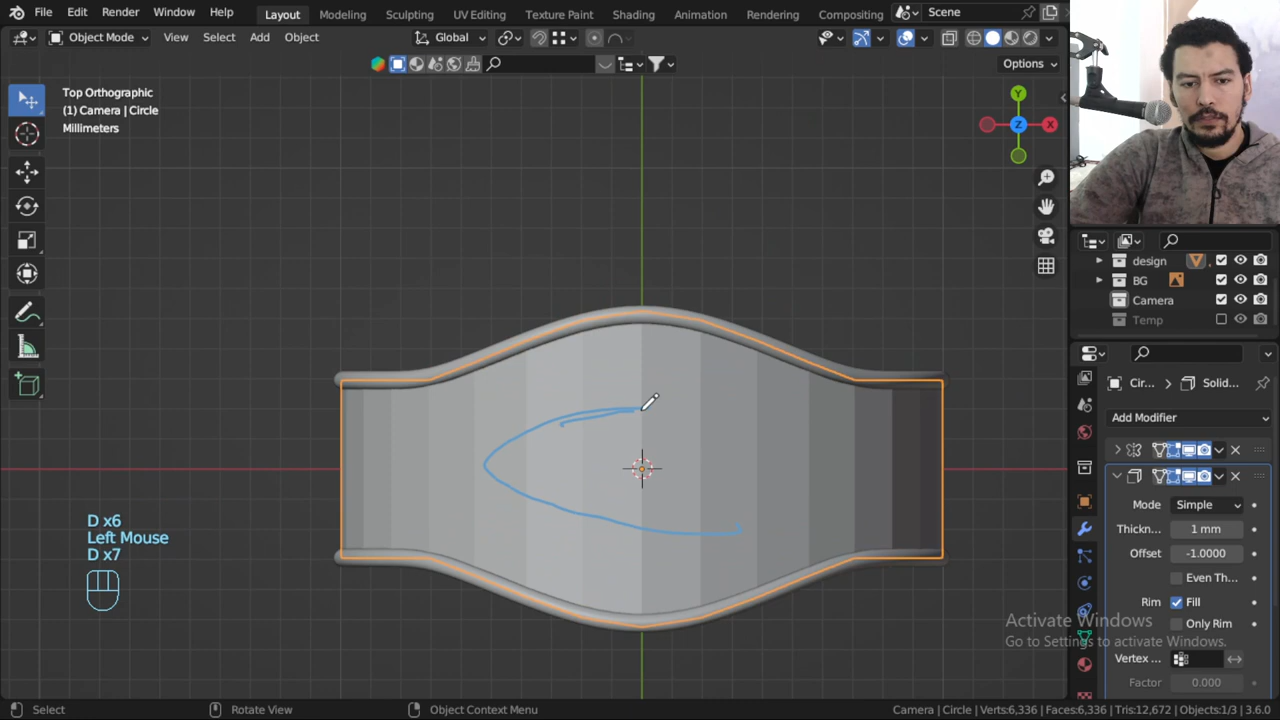 File Edit Render Window Help Layout Modeling Sculpting UV Editing Texture Paint Shading Animation Rendering Compositing Scene
Object Mode View Select Add Object Global
Options
Top Orthographic
(1) Camera | Circle
Millimeters
Y
Z
X
design
BG
Camera
Temp
Cir... Solid...
Add Modifier
Mode Simple
Thickn... 1 mm
Offset -1.0000
Even Th...
Rim Fill
Only Rim
Vertex ...
Factor 0.000
D x6
Left Mouse
D x7
Activate Windows
Go to Settings to activate Windows.
Select Rotate View Object Context Menu Camera | Circle | Verts:6,336 | Faces:6,336 | Tris:12,672 | Objects:1/3 | 3.6.0